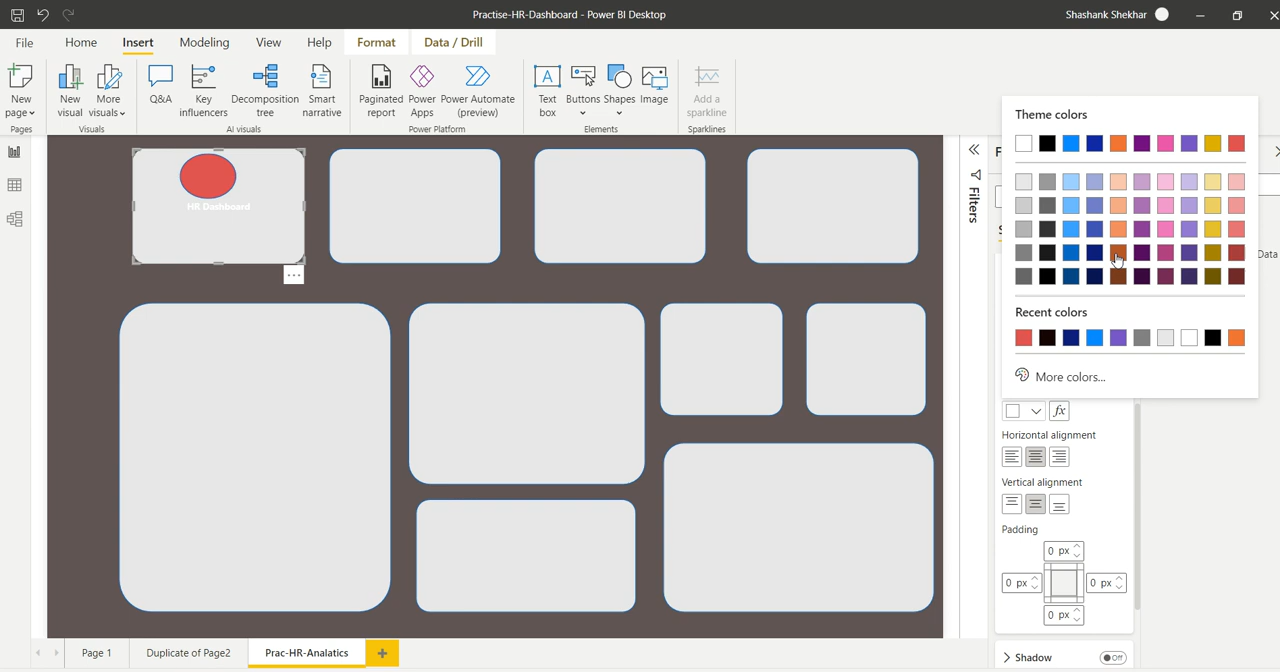 Practise-HR-Dashboard - Power BI Desktop
Shashank Shekhar
File Home Insert Modeling View Help Format Data / Drill
New page
New visual
More visuals
Q&A
Key influencers
Decomposition tree
Smart narrative
Paginated report
Power Apps
Power Automate (preview)
Text box
Buttons
Shapes
Image
Add a sparkline
Pages
Visuals
AI visuals
Power Platform
Elements
Sparklines
HR Dashboard
Filters
Theme colors
Recent colors
More colors...
Data
fx
Horizontal alignment
Vertical alignment
Padding
0 px
0 px
0 px
0 px
Shadow
Off
Page 1
Duplicate of Page2
Prac-HR-Analatics